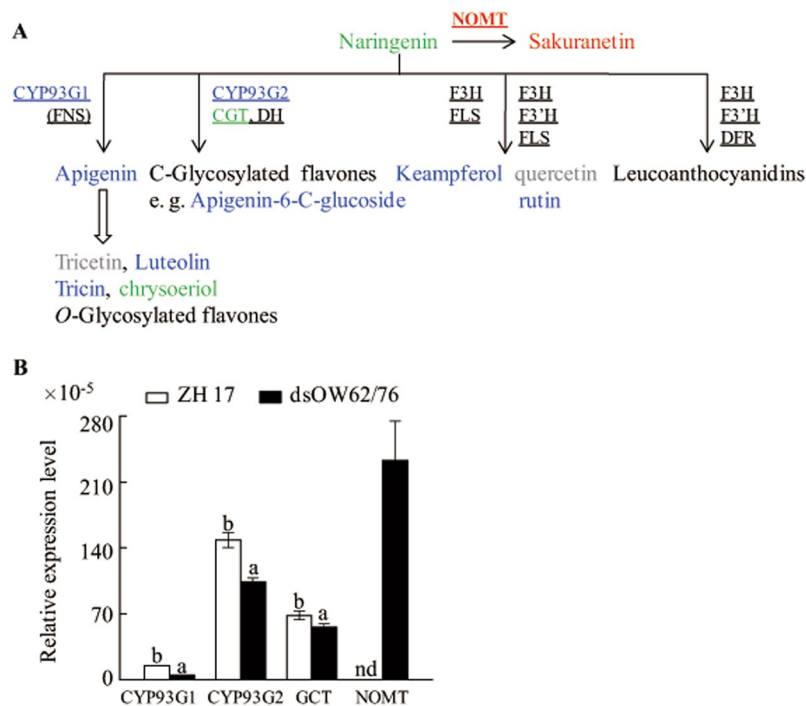 A
NOMT
Naringenin Sakuranetin
CYP93G1 CYP93G2 F3H F3H F3H
(FNS) CGT, DH FLS F3'H F3'H
FLS DFR
Apigenin C-Glycosylated flavones Keampferol quercetin Leucoanthocyanidins
e. g. Apigenin-6-C-glucoside rutin
Tricetin, Luteolin
Tricin, chrysoeriol
O-Glycosylated flavones
B
×10-5 ZH 17 dsOW62/76
Relative expression level
280
210
140
70
0
b a b a b a nd
CYP93G1 CYP93G2 GCT NOMT